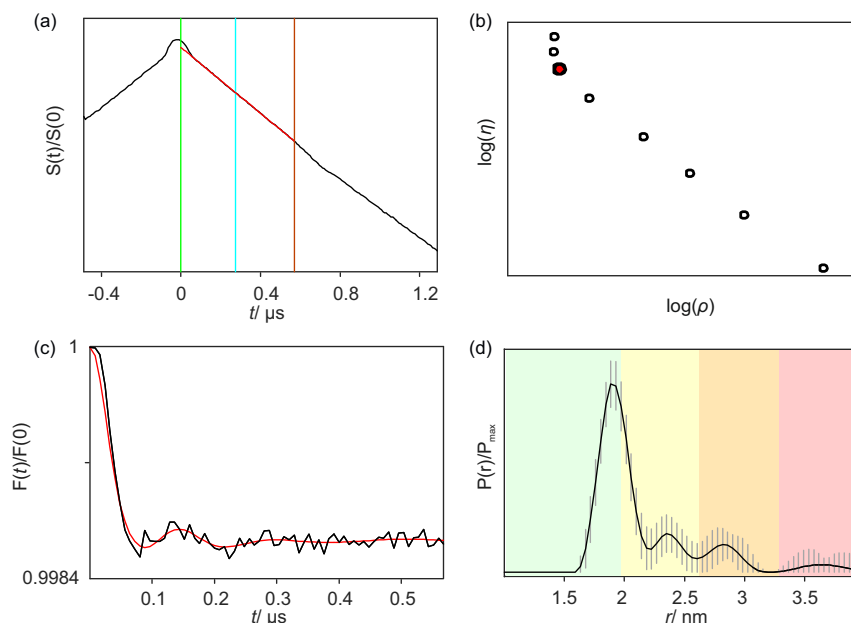 (a)
S(t)/S(0)
-0.4 0 0.4 0.8 1.2
t/ μs
(b)
log(η)
log(ρ)
(c)
1
F(t)/F(0)
0.9984
0.1 0.2 0.3 0.4 0.5
t/ μs
(d)
P(r)/Pmax
1.5 2 2.5 3 3.5
r/ nm